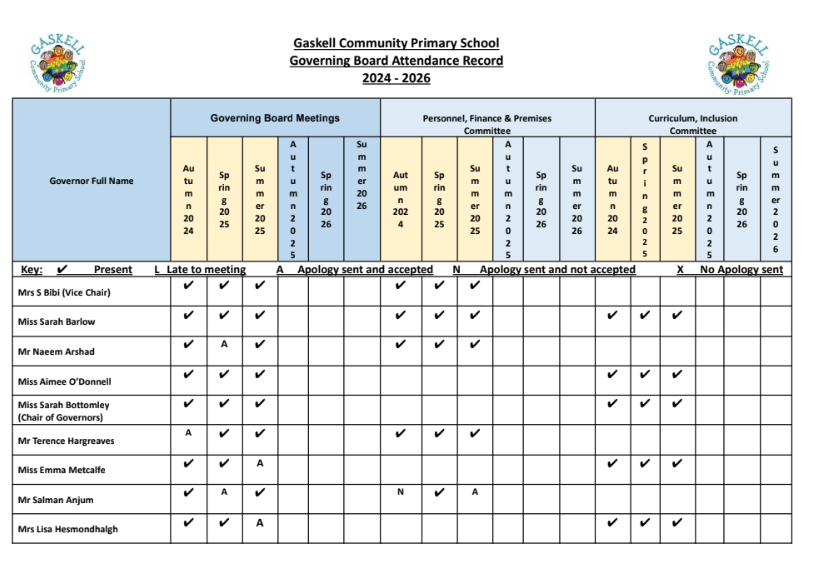 GASKELL
Community Primary School
Gaskell Community Primary School
Governing Board Attendance Record
2024 - 2026
GASKELL
Community Primary School
Governing Board Meetings
Personnel, Finance & Premises
Committee
Curriculum, Inclusion
Committee
Governor Full Name
Autumn 2024
Spring 2025
Summer 2025
Autumn 2025
Spring 2026
Summer 2026
Autumn 2024
Spring 2025
Summer 2025
Autumn 2025
Spring 2026
Summer 2026
Autumn 2024
Spring 2025
Summer 2025
Autumn 2025
Spring 2026
Summer 2026
Key: ✔ Present L Late to meeting A Apology sent and accepted N Apology sent and not accepted X No Apology sent
Mrs S Bibi (Vice Chair) ✔ ✔ ✔ ✔ ✔ ✔
Miss Sarah Barlow ✔ ✔ ✔ ✔ ✔ ✔ ✔ ✔ ✔
Mr Naeem Arshad ✔ A ✔ ✔ ✔ ✔
Miss Aimee O'Donnell ✔ ✔ ✔ ✔ ✔ ✔
Miss Sarah Bottomley ✔ ✔ ✔ ✔ ✔ ✔
(Chair of Governors)
Mr Terence Hargreaves A ✔ ✔ ✔ ✔ ✔
Miss Emma Metcalfe ✔ ✔ A ✔ ✔ ✔
Mr Salman Anjum ✔ A ✔ N ✔ A
Mrs Lisa Hesmondhalgh ✔ ✔ A ✔ ✔ ✔